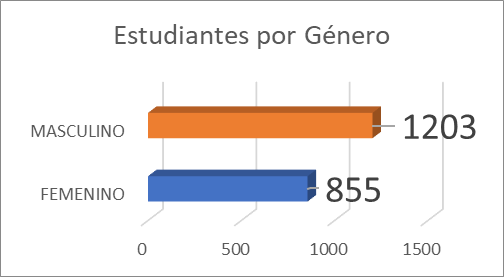 Estudiantes por Género
MASCULINO 1203
FEMENINO 855
0 500 1000 1500